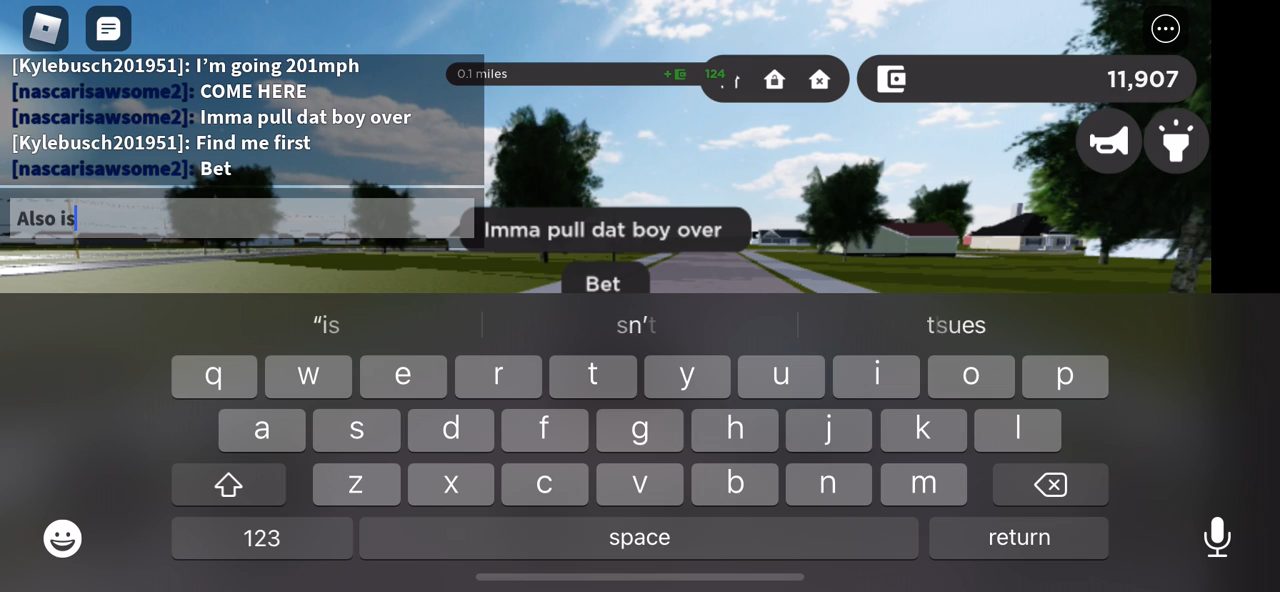 [Kylebusch201951]: I’m going 201mph
[nascarisawsome2]: COME HERE
[nascarisawsome2]: Imma pull dat boy over
[Kylebusch201951]: Find me first
[nascarisawsome2]: Bet
Also is
0.1 miles
+ 124
11,907
Imma pull dat boy over
Bet
“is
sn’t
tsues
q w e r t y u i o p
a s d f g h j k l
z x c v b n m
123 space return